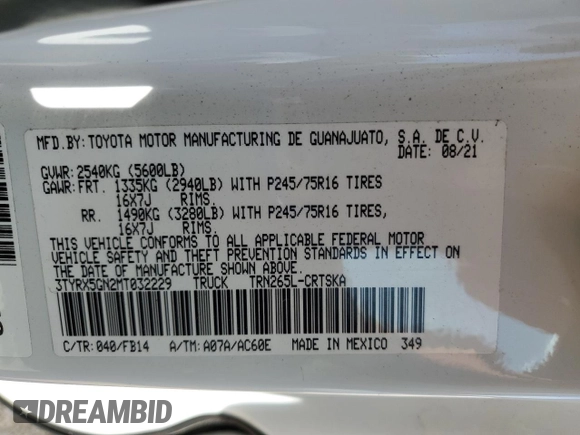 MFD.BY:TOYOTA MOTOR MANUFACTURING DE GUANAJUATO, S.A. DE C.V.
DATE: 08/21
GVWR:2540KG (5600LB)
GAWR:FRT. 1335KG (2940LB) WITH P245/75R16 TIRES
16X7J RIMS.
RR. 1490KG (3280LB) WITH P245/75R16 TIRES,
16X7J RIMS.
THIS VEHICLE CONFORMS TO ALL APPLICABLE FEDERAL MOTOR
VEHICLE SAFETY AND THEFT PREVENTION STANDARDS IN EFFECT ON
THE DATE OF MANUFACTURE SHOWN ABOVE.
3TYRX5GN2MT032229 TRUCK TRN265L-CRTSKA
C/TR:040/FB14 A/TM:A07A/AC60E MADE IN MEXICO 349
DREAMBID